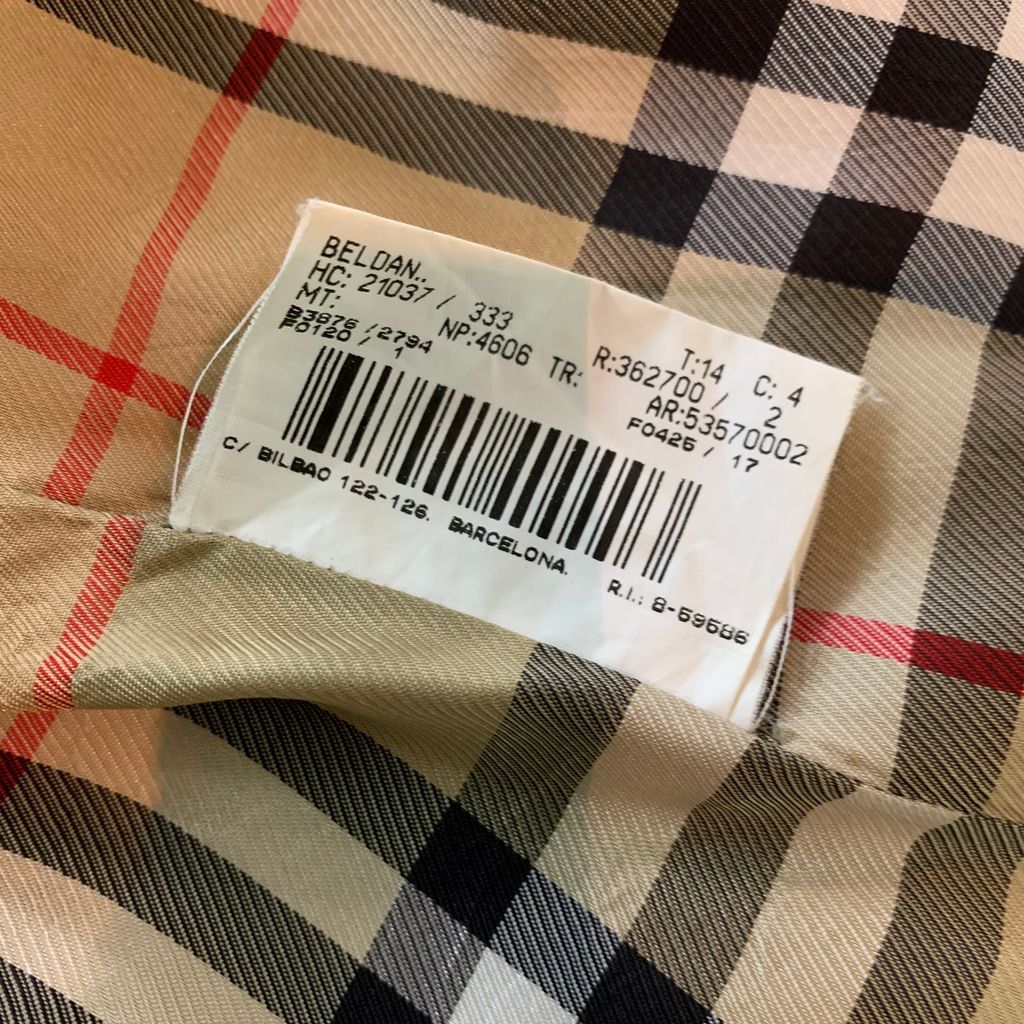 BELDAN..
HC: 21037 / 333 T:14 C: 4
MT: NP:4606 R:362700 / 2
B3876 /2794 TR: AR:53570002
F0120 / 1 F0425 / 17
C/ BILBAO 122-126. BARCELONA. R.I.: 8-59586